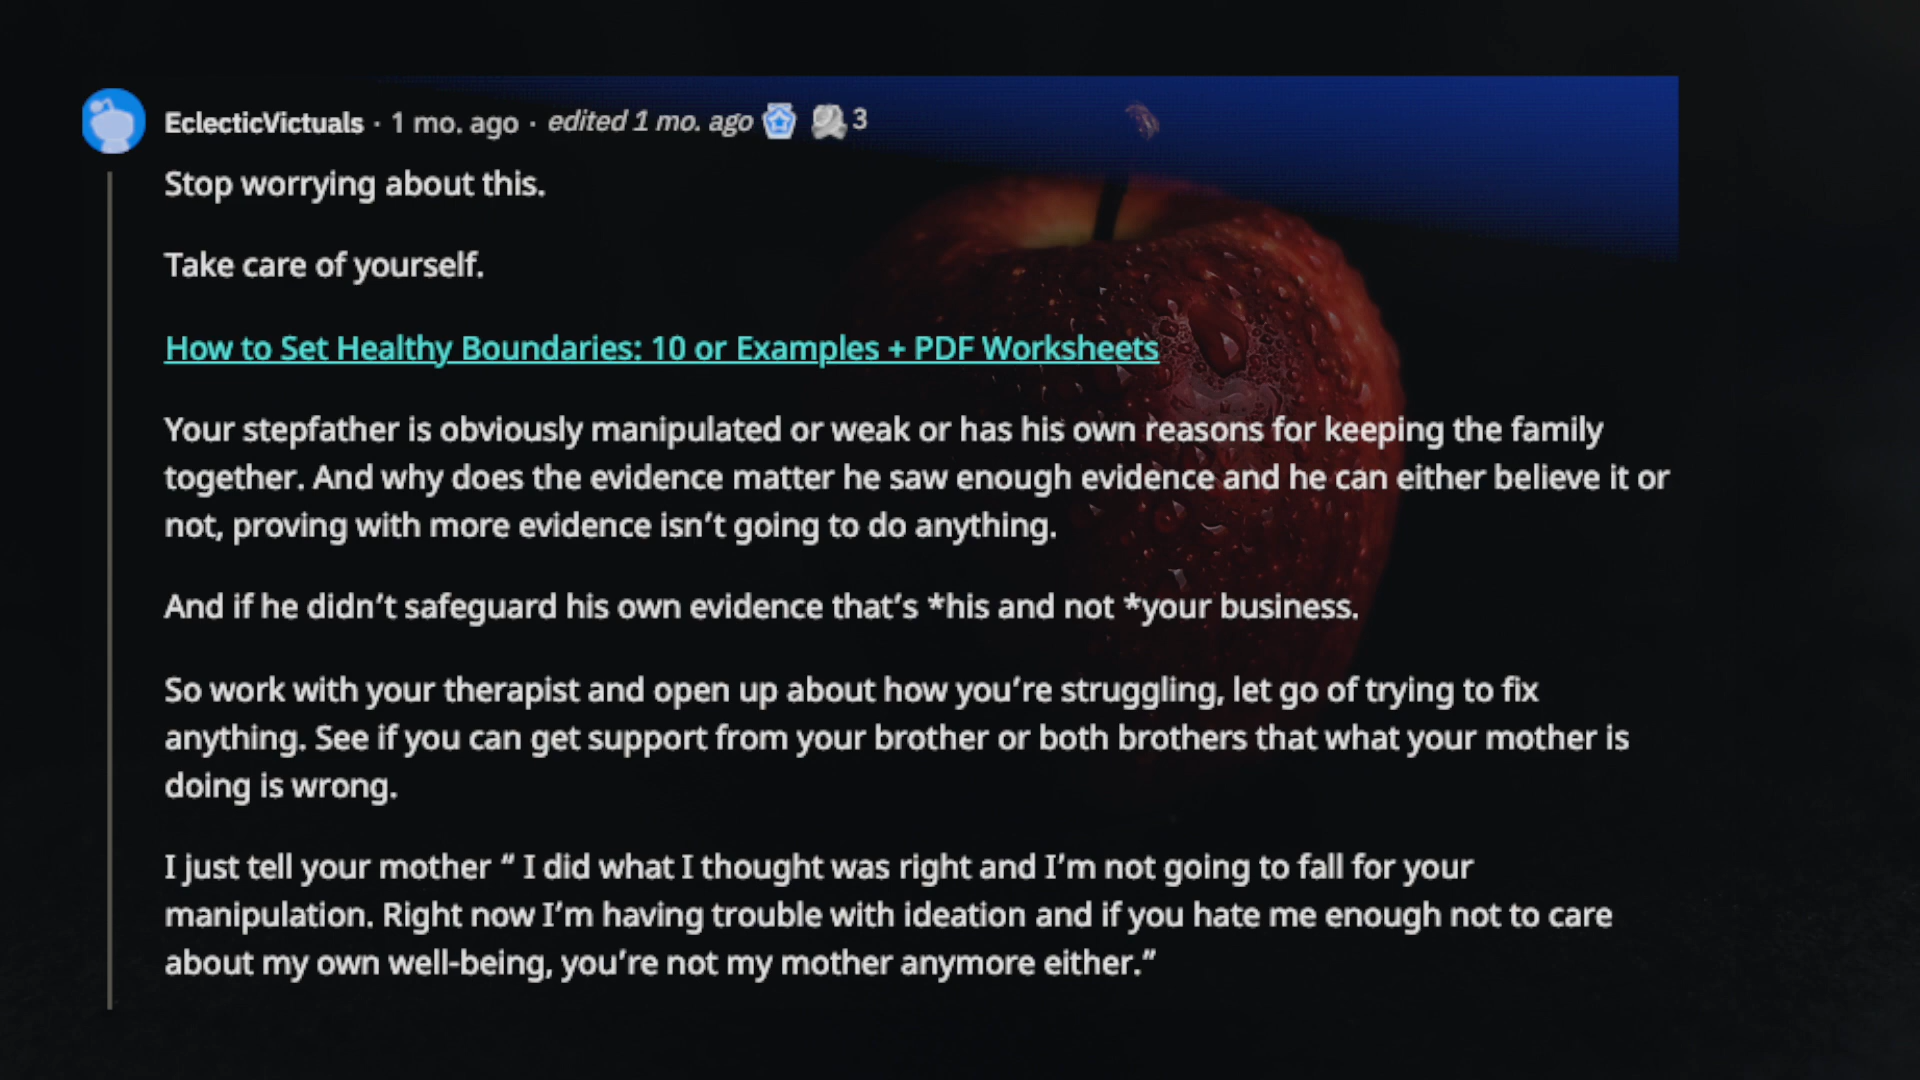 EclecticVictuals · 1 mo. ago · edited 1 mo. ago 3
Stop worrying about this.
Take care of yourself.
How to Set Healthy Boundaries: 10 or Examples + PDF Worksheets
Your stepfather is obviously manipulated or weak or has his own reasons for keeping the family
together. And why does the evidence matter he saw enough evidence and he can either believe it or
not, proving with more evidence isn’t going to do anything.
And if he didn’t safeguard his own evidence that’s *his and not *your business.
So work with your therapist and open up about how you’re struggling, let go of trying to fix
anything. See if you can get support from your brother or both brothers that what your mother is
doing is wrong.
I just tell your mother “ I did what I thought was right and I’m not going to fall for your
manipulation. Right now I’m having trouble with ideation and if you hate me enough not to care
about my own well-being, you’re not my mother anymore either.”